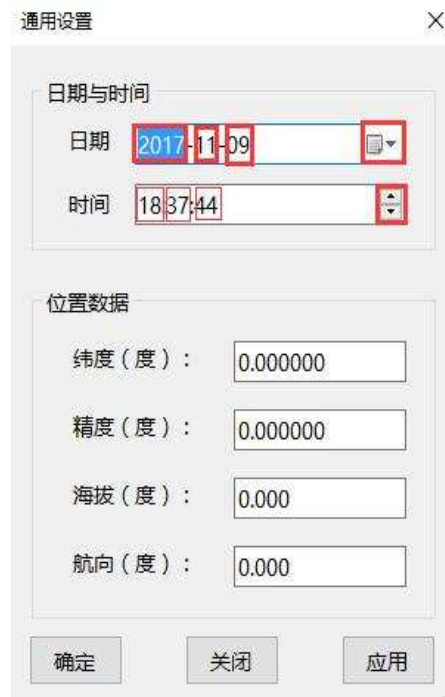 通用设置
日期与时间
日期 2017-11-09
时间 18:37:44
位置数据
纬度（度）： 0.000000
精度（度）： 0.000000
海拔（度）： 0.000
航向（度）： 0.000
确定 关闭 应用